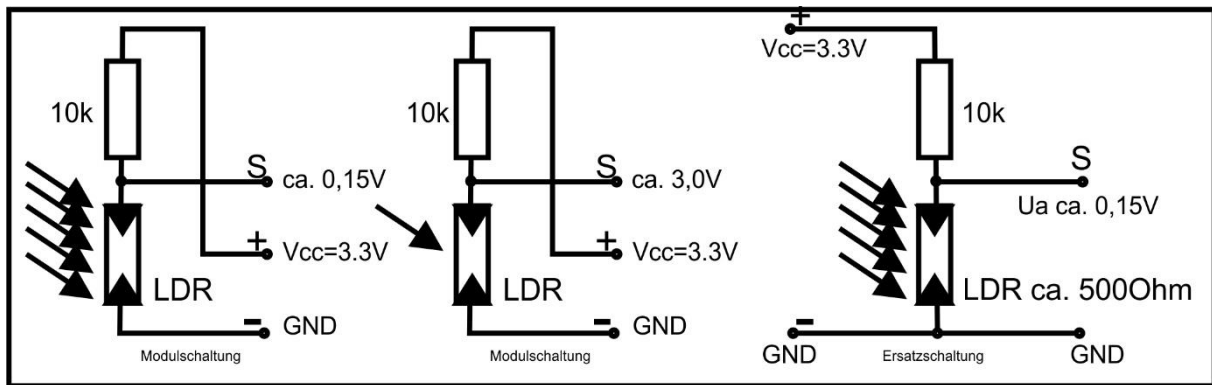 10k
S ca. 0,15V
+
Vcc=3.3V
LDR
- GND
Modulschaltung
10k
S ca. 3,0V
+
Vcc=3.3V
LDR
- GND
Modulschaltung
+
Vcc=3.3V
10k
S
Ua ca. 0,15V
LDR ca. 500Ohm
-
GND
Ersatzschaltung
GND